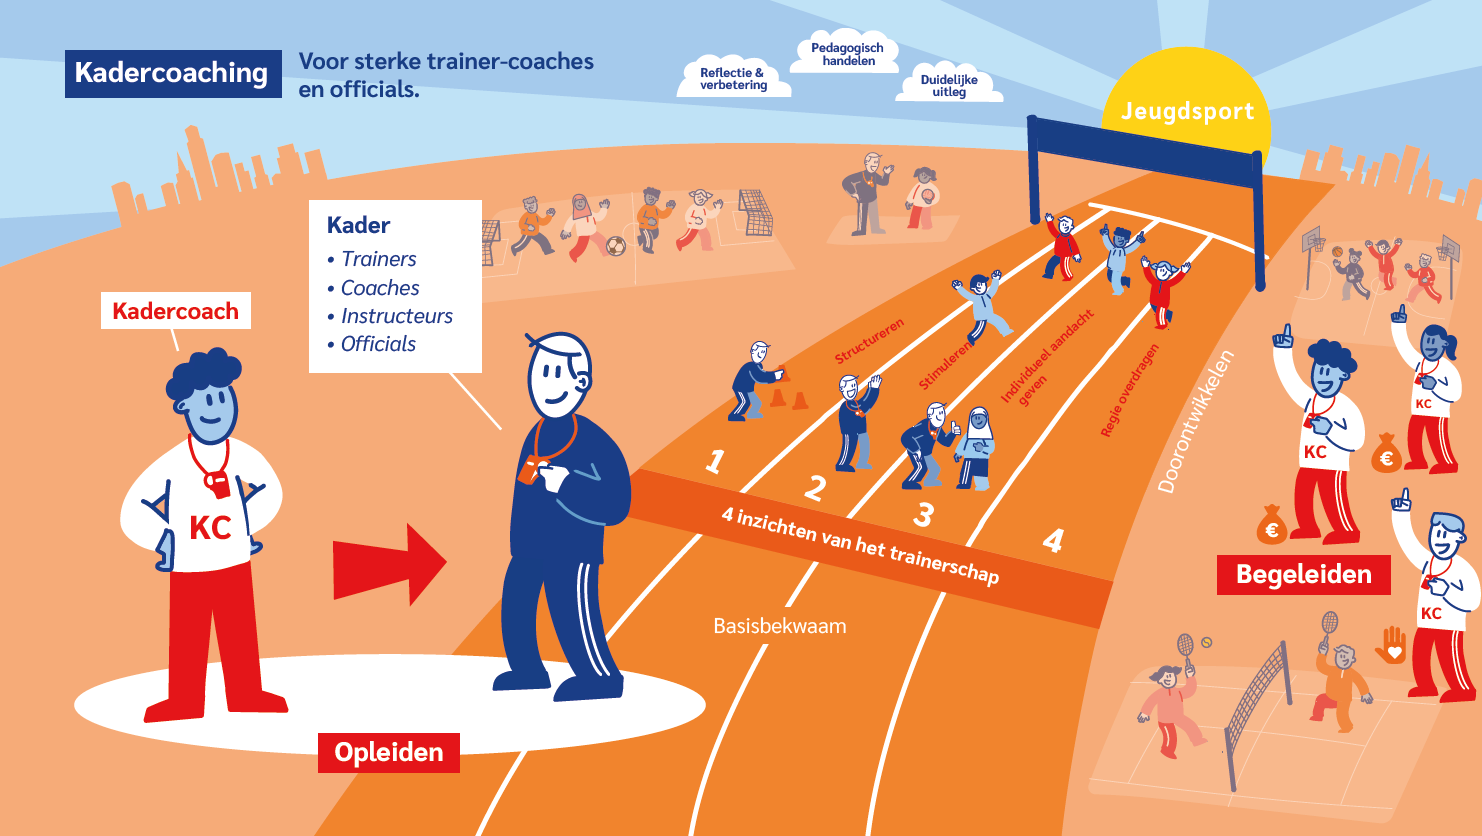 Kadercoaching
Voor sterke trainer-coaches
en officials.
Reflectie &
verbetering
Pedagogisch
handelen
Duidelijke
uitleg
Jeugdsport
Kader
• Trainers
• Coaches
• Instructeurs
• Officials
Kadercoach
KC
Opleiden
Structureren
Stimuleren
Individueel aandacht
geven
Regie overdragen
1
2
3
4
4 inzichten van het trainerschap
Basisbekwaam
Doorontwikkelen
KC
€
KC
€
Begeleiden
KC